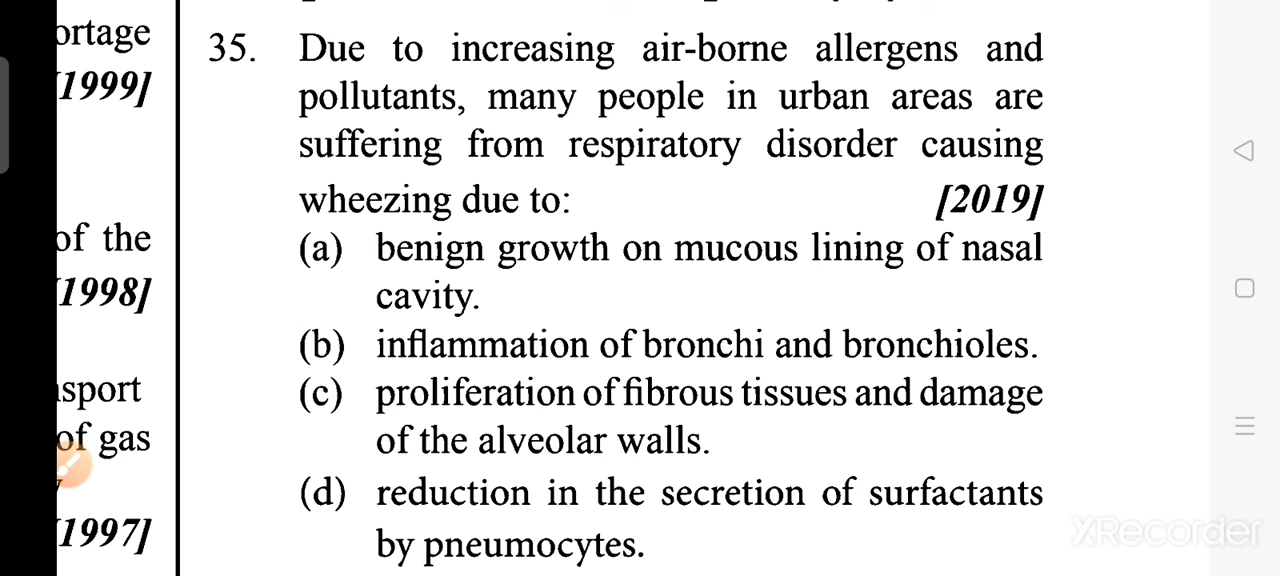 ortage
1999]
of the
1998]
sport
of gas
1997]
35. Due to increasing air-borne allergens and
pollutants, many people in urban areas are
suffering from respiratory disorder causing
wheezing due to: [2019]
(a) benign growth on mucous lining of nasal
cavity.
(b) inflammation of bronchi and bronchioles.
(c) proliferation of fibrous tissues and damage
of the alveolar walls.
(d) reduction in the secretion of surfactants
by pneumocytes.
XRecorder